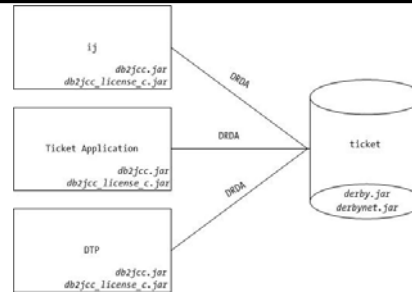 ij
db2jcc.jar
db2jcc_license_c.jar
DRDA
Ticket Application
db2jcc.jar
db2jcc_license_c.jar
DRDA
ticket
derby.jar
derbynet.jar
DRDA
DTP
db2jcc.jar
db2jcc_license_c.jar